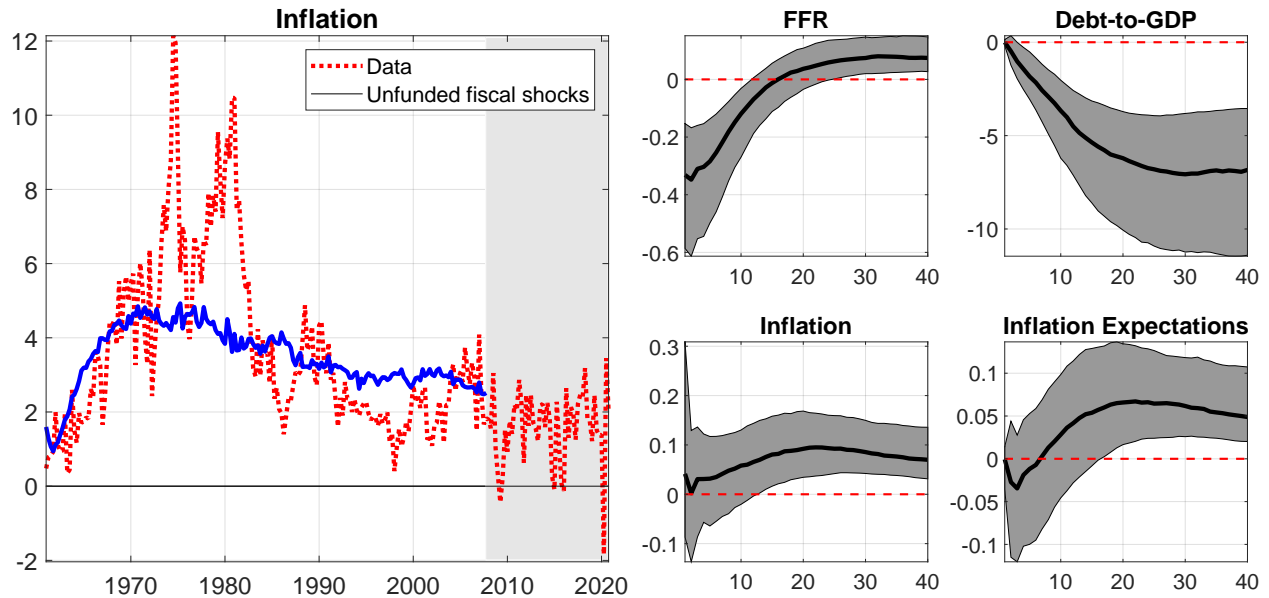 Inflation
12
10
8
6
4
2
0
-2
1970 1980 1990 2000 2010 2020
Data
Unfunded fiscal shocks
FFR
0
-0.2
-0.4
-0.6
10 20 30 40
Debt-to-GDP
0
-5
-10
10 20 30 40
Inflation
0.3
0.2
0.1
0
-0.1
10 20 30 40
Inflation Expectations
0.1
0.05
0
-0.05
-0.1
10 20 30 40